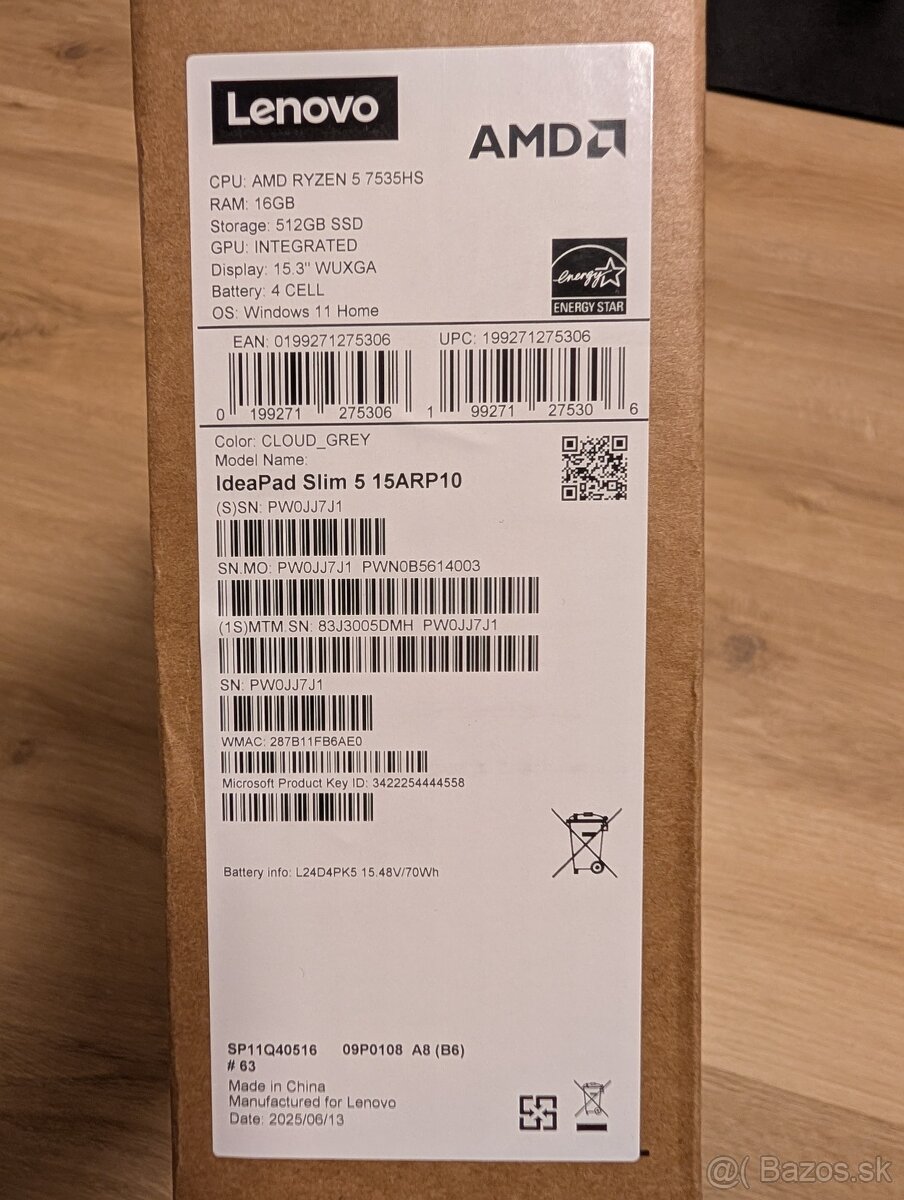 Lenovo
AMD
CPU: AMD RYZEN 5 7535HS
RAM: 16GB
Storage: 512GB SSD
GPU: INTEGRATED
Display: 15.3" WUXGA
Battery: 4 CELL
OS: Windows 11 Home
energy
ENERGY STAR
EAN: 0199271275306
UPC: 199271275306
0 199271 275306
1 99271 27530 6
Color: CLOUD_GREY
Model Name:
IdeaPad Slim 5 15ARP10
(S)SN: PW0JJ7J1
SN.MO: PW0JJ7J1 PWN0B5614003
(1S)MTM.SN: 83J3005DMH PW0JJ7J1
SN: PW0JJ7J1
WMAC: 287B11FB6AE0
Microsoft Product Key ID: 3422254444558
Battery info: L24D4PK5 15.48V/70Wh
SP11Q40516 09P0108 A8 (B6)
# 63
Made in China
Manufactured for Lenovo
Date: 2025/06/13
@( Bazos.sk